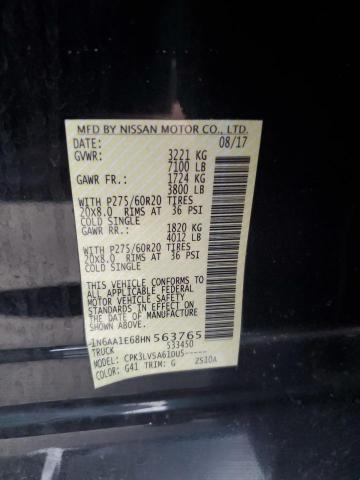 MFD BY NISSAN MOTOR CO., LTD.
DATE: 08/17
GVWR: 3221 KG
7100 LB
GAWR FR.: 1724 KG
3800 LB
WITH P275/60R20 TIRES
20X8.0 RIMS AT 36 PSI
COLD SINGLE
GAWR RR.: 1820 KG
4012 LB
WITH P275/60R20 TIRES
20X8.0 RIMS AT 36 PSI
COLD SINGLE
THIS VEHICLE CONFORMS TO
ALL APPLICABLE FEDERAL
MOTOR VEHICLE SAFETY
STANDARDS IN EFFECT
ON THE DATE OF
MANUFACTURE
1N6AA1E68HN 563765
TRUCK 533450
MODEL: CPK3LVSA61DU5-----
COLOR: G41 TRIM: G ZS10A